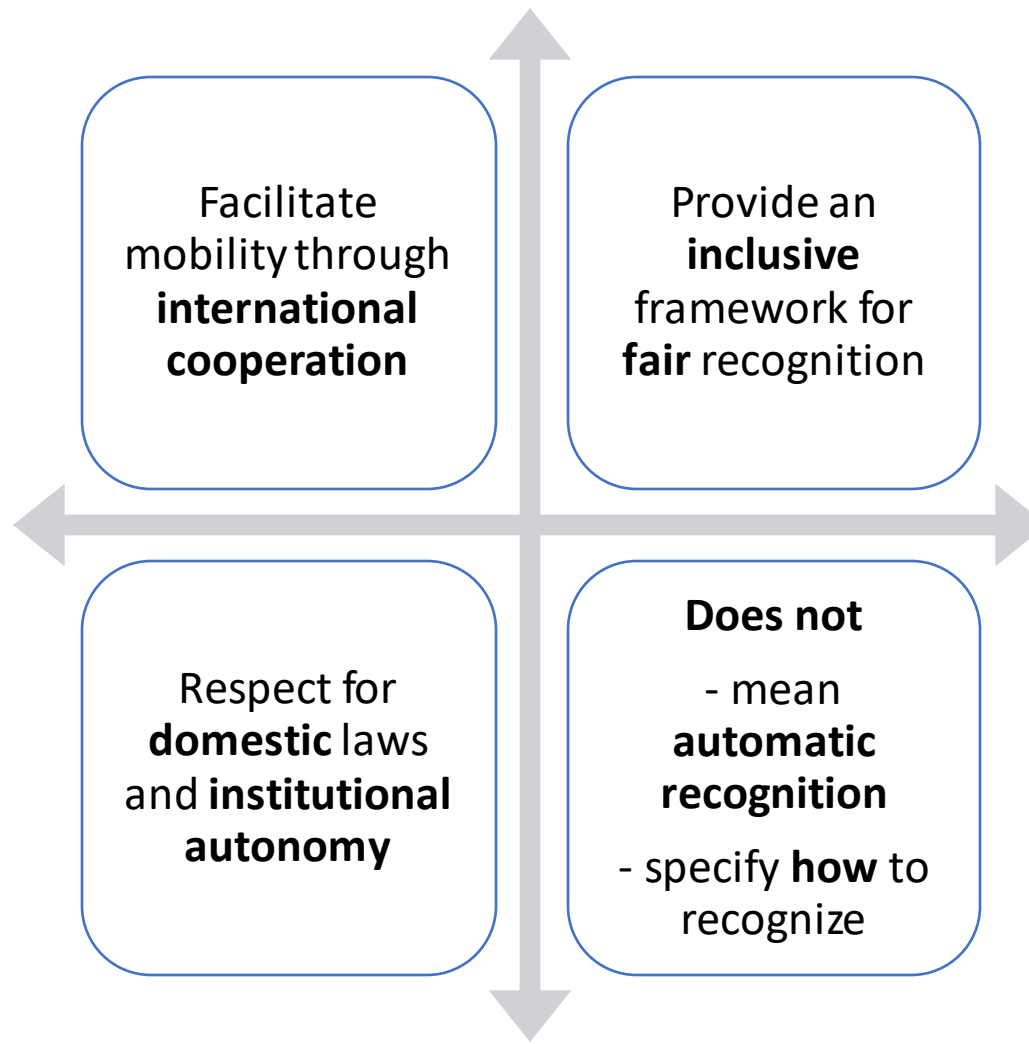 Facilitate
mobility through
international
cooperation
Provide an
inclusive
framework for
fair recognition
Respect for
domestic laws
and institutional
autonomy
Does not
- mean
automatic
recognition
- specify how to
recognize